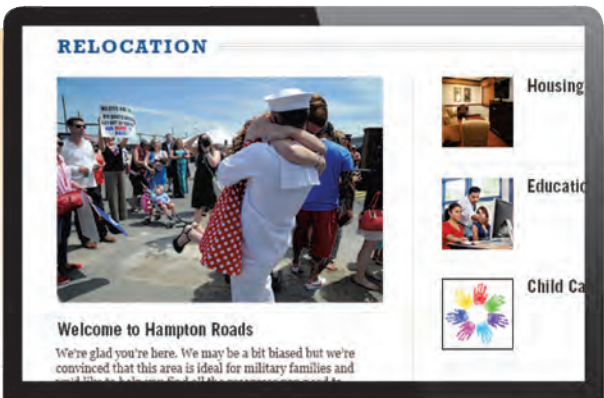 RELOCATION
Housing
Educatio
Child Ca
Welcome to Hampton Roads
We're glad you're here. We may be a bit biased but we're
convinced that this area is ideal for military families and